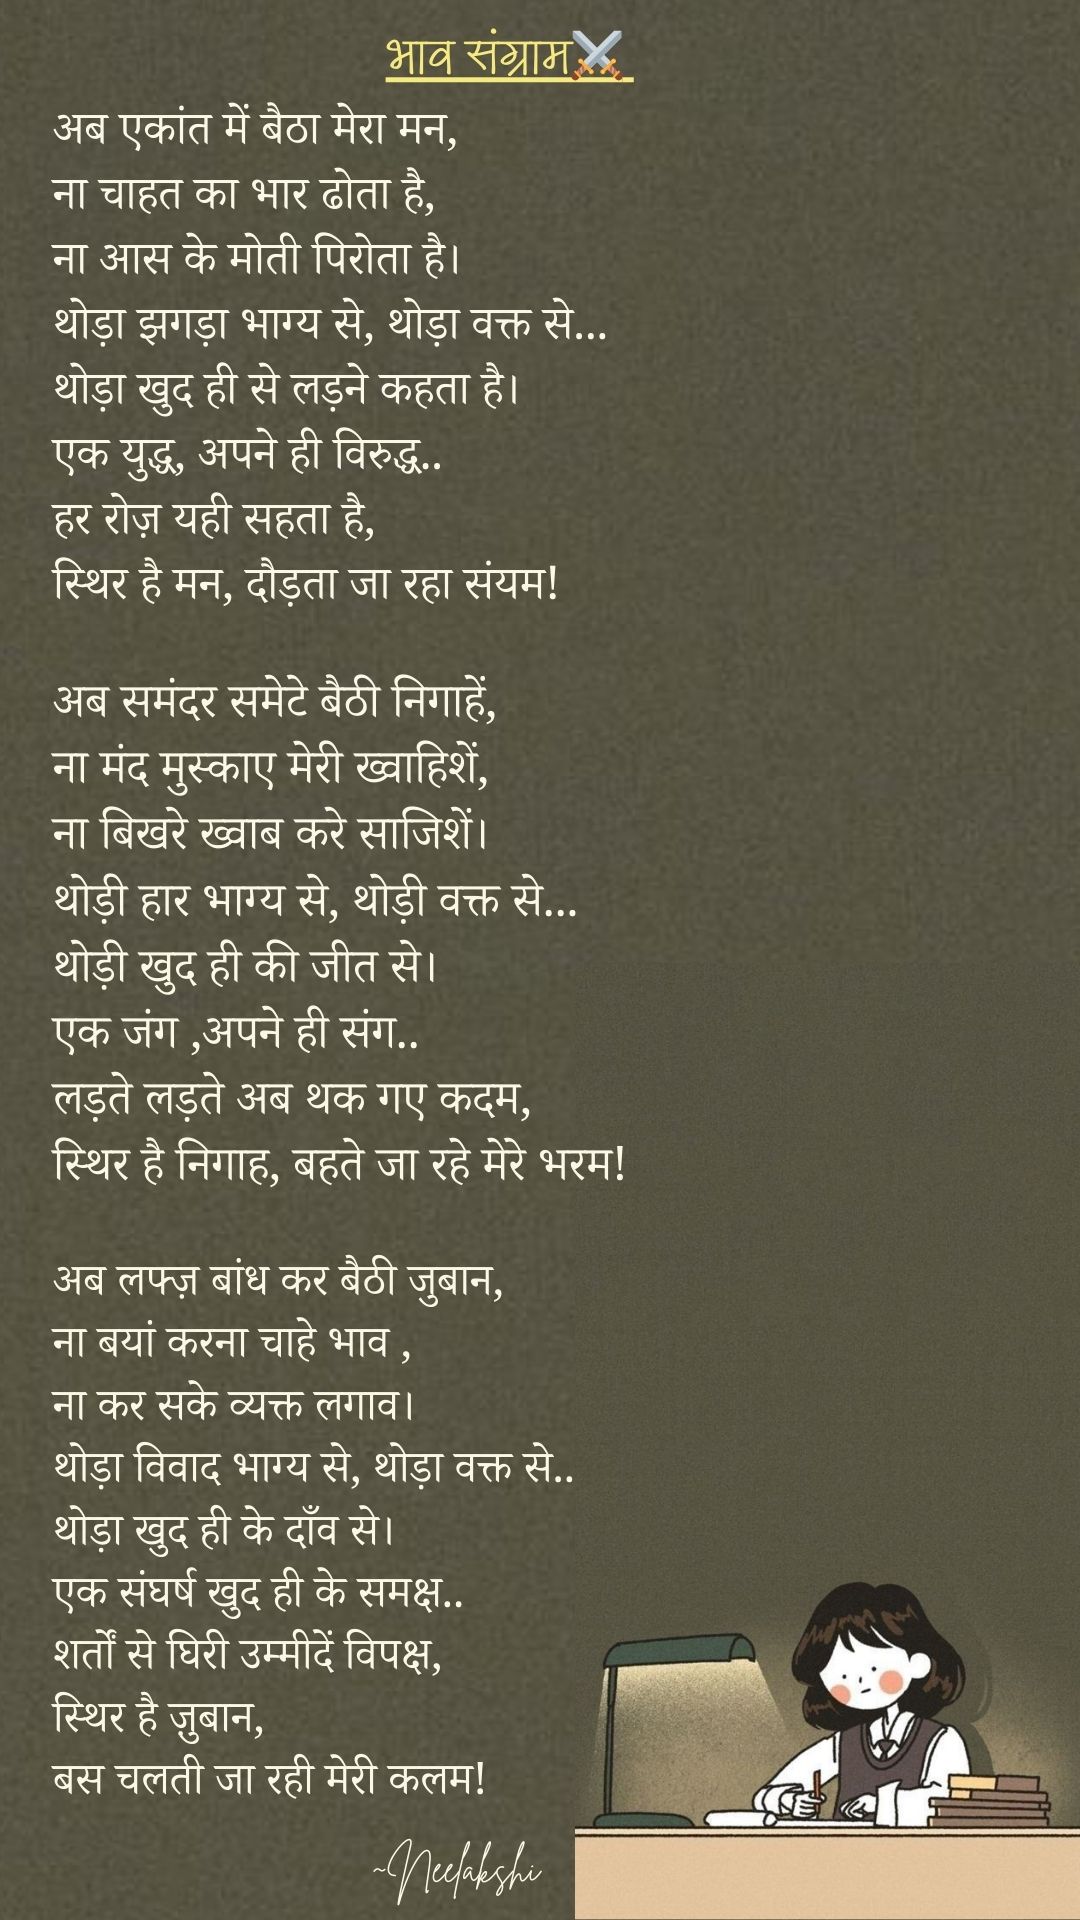 भाव संग्राम⚔️
अब एकांत में बैठा मेरा मन,
ना चाहत का भार ढोता है,
ना आस के मोती पिरोता है।
थोड़ा झगड़ा भाग्य से, थोड़ा वक्त से...
थोड़ा खुद ही से लड़ने कहता है।
एक युद्ध, अपने ही विरुद्ध..
हर रोज़ यही सहता है,
स्थिर है मन, दौड़ता जा रहा संयम!
अब समंदर समेटे बैठी निगाहें,
ना मंद मुस्काए मेरी ख्वाहिशें,
ना बिखरे ख्वाब करे साजिशें।
थोड़ी हार भाग्य से, थोड़ी वक्त से...
थोड़ी खुद ही की जीत से।
एक जंग ,अपने ही संग..
लड़ते लड़ते अब थक गए कदम,
स्थिर है निगाह, बहते जा रहे मेरे भरम!
अब लफ्ज़ बांध कर बैठी जुबान,
ना बयां करना चाहे भाव ,
ना कर सके व्यक्त लगाव।
थोड़ा विवाद भाग्य से, थोड़ा वक्त से..
थोड़ा खुद ही के दाँव से।
एक संघर्ष खुद ही के समक्ष..
शर्तों से घिरी उम्मीदें विपक्ष,
स्थिर है ज़ुबान,
बस चलती जा रही मेरी कलम!
~Neelakshi